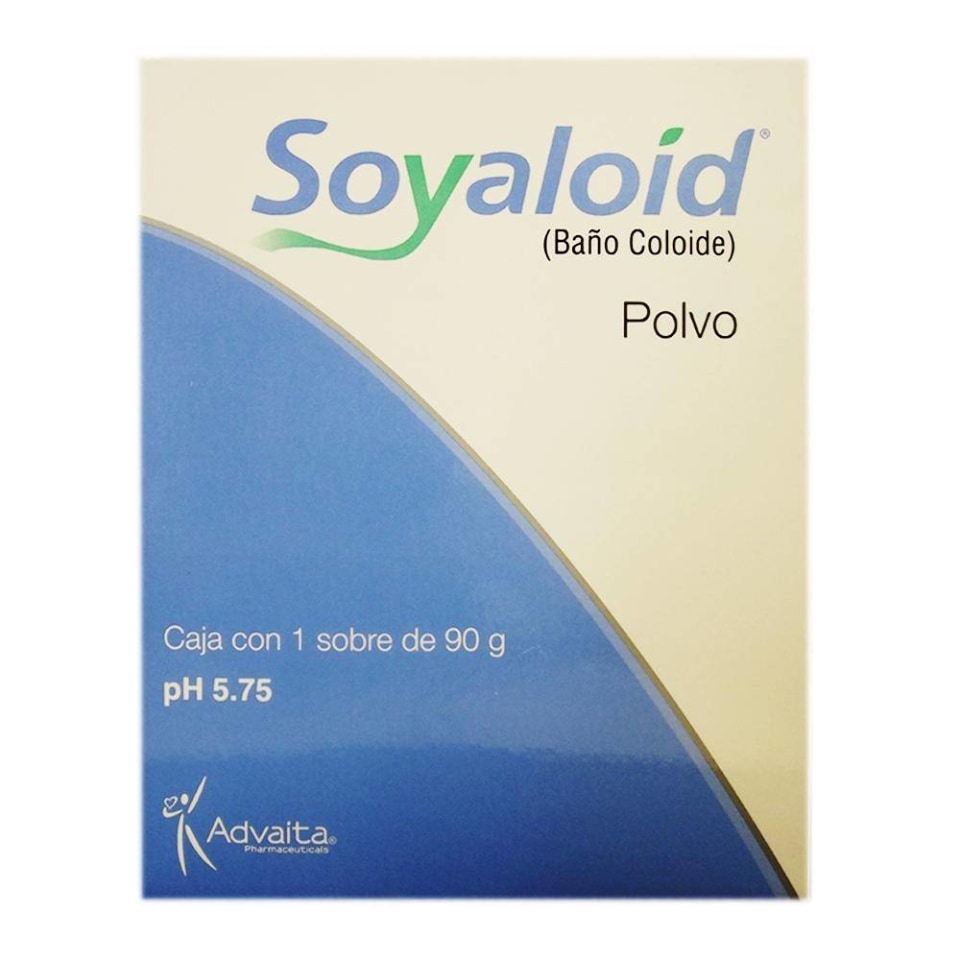 Soyaloid®
(Baño Coloide)
Polvo
Caja con 1 sobre de 90 g
pH 5.75
Advaita®
Pharmaceuticals